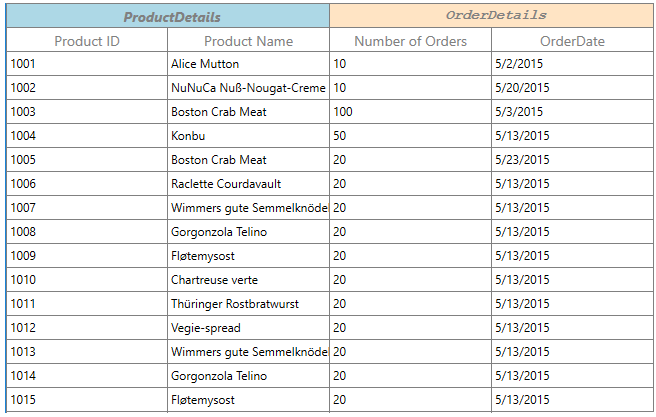 ProductDetails OrderDetails
Product ID Product Name Number of Orders OrderDate
1001 Alice Mutton 10 5/2/2015
1002 NuNuCa Nuß-Nougat-Creme 10 5/20/2015
1003 Boston Crab Meat 100 5/3/2015
1004 Konbu 50 5/13/2015
1005 Boston Crab Meat 20 5/23/2015
1006 Raclette Courdavault 20 5/13/2015
1007 Wimmers gute Semmelknödel 20 5/13/2015
1008 Gorgonzola Telino 20 5/13/2015
1009 Fløtemysost 20 5/13/2015
1010 Chartreuse verte 20 5/13/2015
1011 Thüringer Rostbratwurst 20 5/13/2015
1012 Vegie-spread 20 5/13/2015
1013 Wimmers gute Semmelknödel 20 5/13/2015
1014 Gorgonzola Telino 20 5/13/2015
1015 Fløtemysost 20 5/13/2015